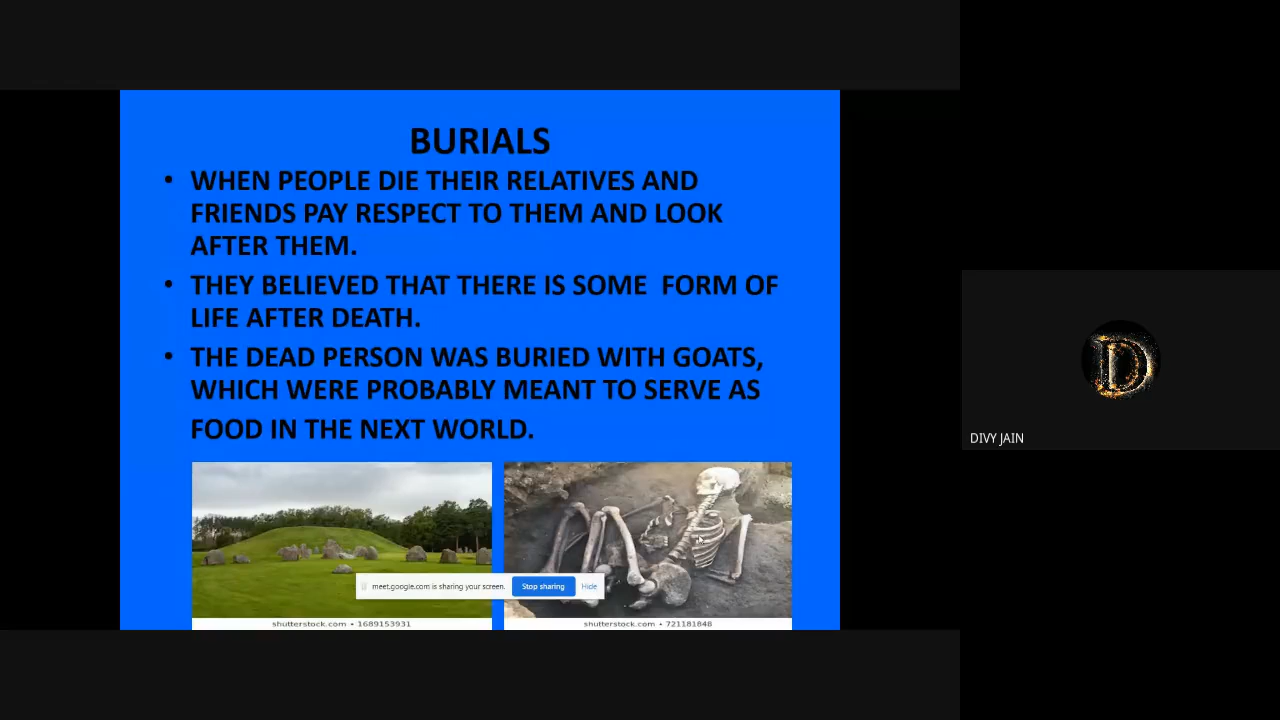 BURIALS
• WHEN PEOPLE DIE THEIR RELATIVES AND
FRIENDS PAY RESPECT TO THEM AND LOOK
AFTER THEM.
• THEY BELIEVED THAT THERE IS SOME FORM OF
LIFE AFTER DEATH.
• THE DEAD PERSON WAS BURIED WITH GOATS,
WHICH WERE PROBABLY MEANT TO SERVE AS
FOOD IN THE NEXT WORLD.
meet.google.com is sharing your screen. Stop sharing Hide
shutterstock.com • 1689153931
shutterstock.com • 721181848
D
DIVY JAIN